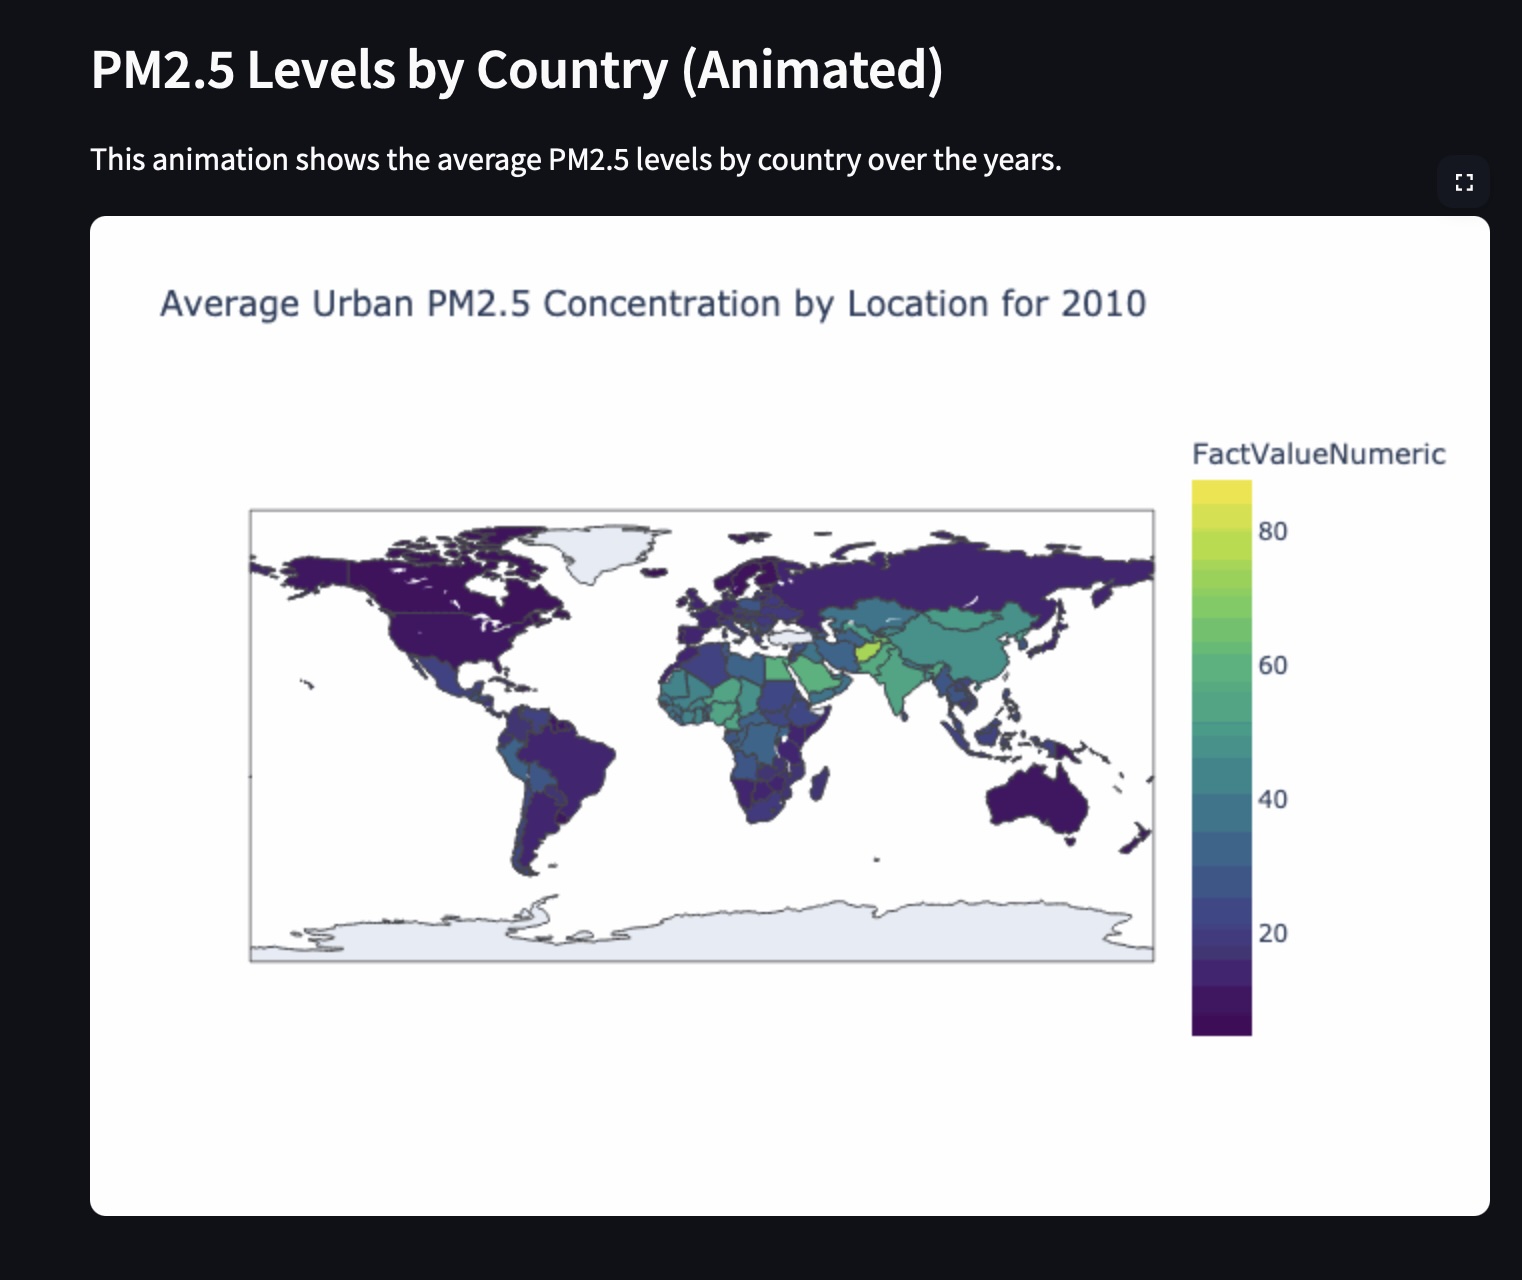 PM2.5 Levels by Country (Animated)
This animation shows the average PM2.5 levels by country over the years.
Average Urban PM2.5 Concentration by Location for 2010
FactValueNumeric
80
60
40
20